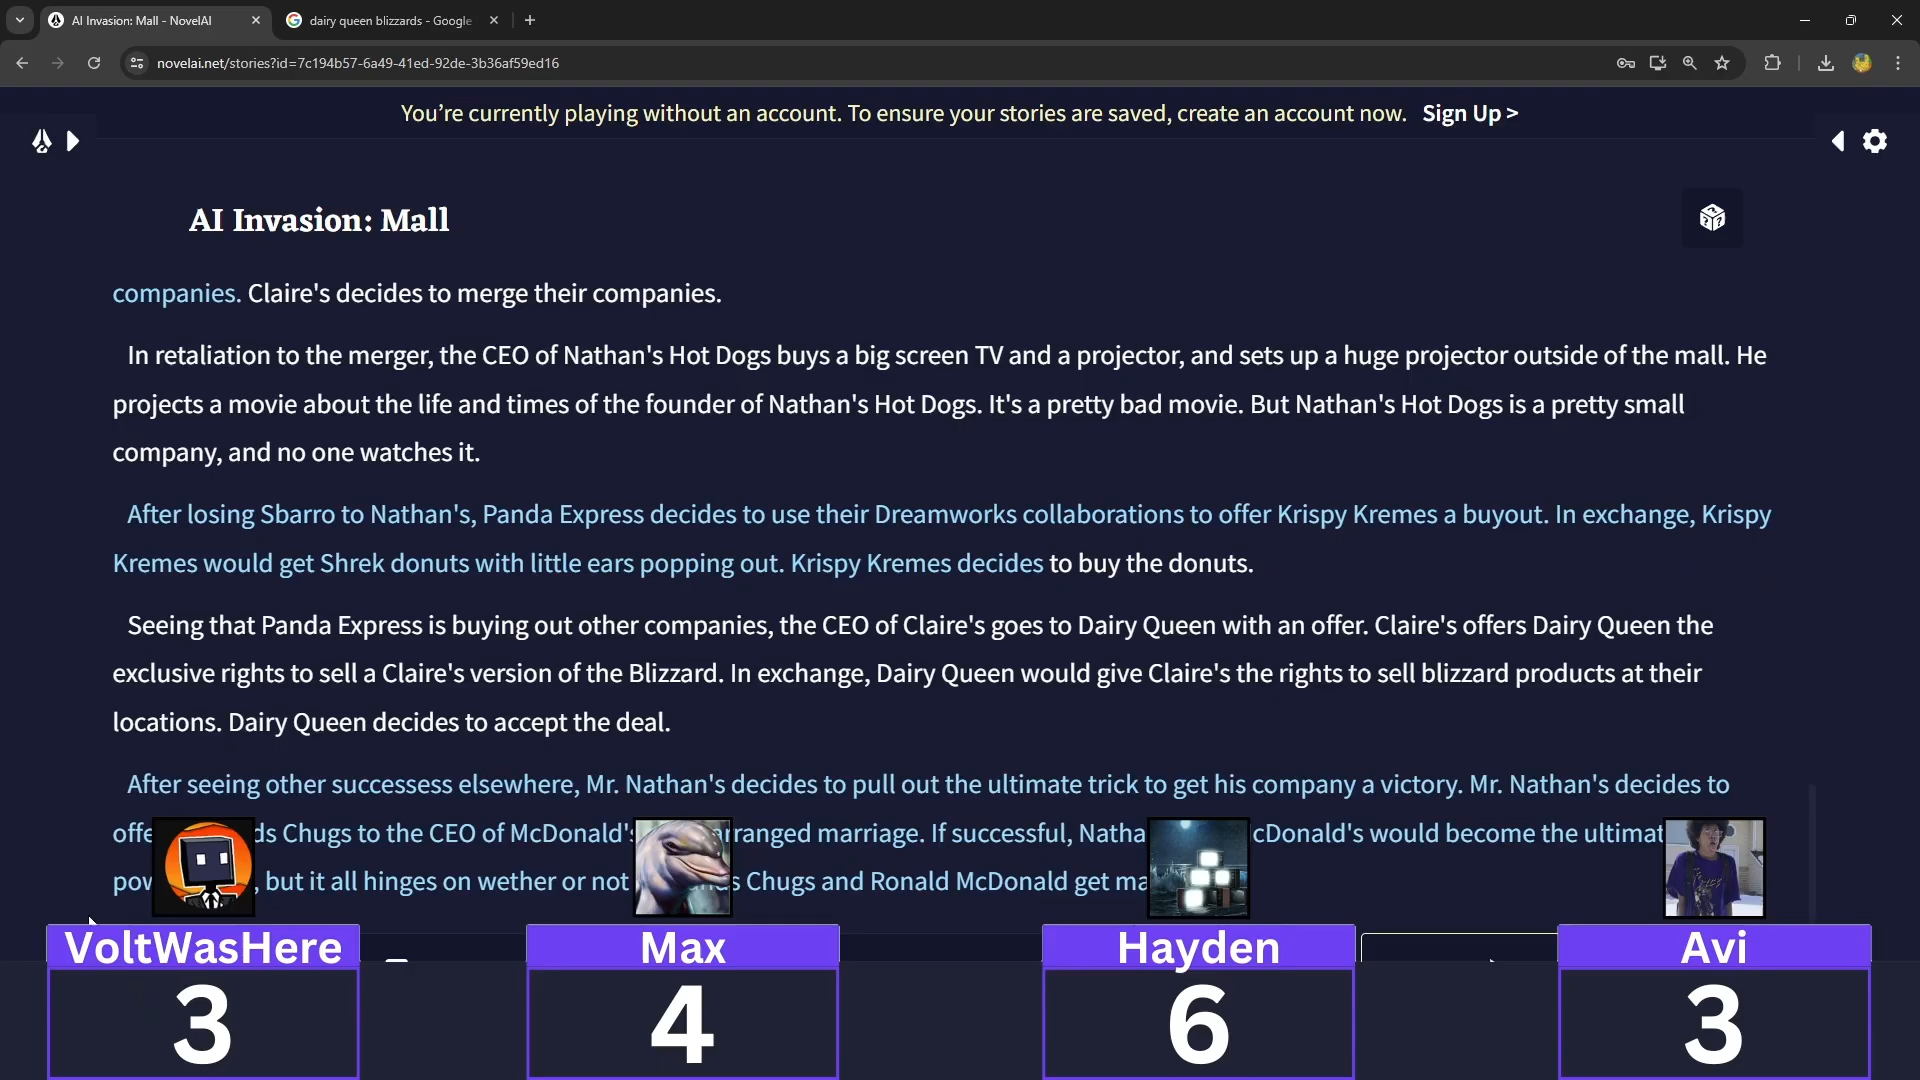 AI Invasion: Mall - NovelAI
dairy queen blizzards - Google
novelai.net/stories?id=7c194b57-6a49-41ed-92de-3b36af59ed16
You're currently playing without an account. To ensure your stories are saved, create an account now. Sign Up >
AI Invasion: Mall
companies. Claire's decides to merge their companies.
In retaliation to the merger, the CEO of Nathan's Hot Dogs buys a big screen TV and a projector, and sets up a huge projector outside of the mall. He
projects a movie about the life and times of the founder of Nathan's Hot Dogs. It's a pretty bad movie. But Nathan's Hot Dogs is a pretty small
company, and no one watches it.
After losing Sbarro to Nathan's, Panda Express decides to use their Dreamworks collaborations to offer Krispy Kremes a buyout. In exchange, Krispy
Kremes would get Shrek donuts with little ears popping out. Krispy Kremes decides to buy the donuts.
Seeing that Panda Express is buying out other companies, the CEO of Claire's goes to Dairy Queen with an offer. Claire's offers Dairy Queen the
exclusive rights to sell a Claire's version of the Blizzard. In exchange, Dairy Queen would give Claire's the rights to sell blizzard products at their
locations. Dairy Queen decides to accept the deal.
After seeing other successess elsewhere, Mr. Nathan's decides to pull out the ultimate trick to get his company a victory. Mr. Nathan's decides to
Chugs to the CEO of McDonald's marriage. If successful, would become the
but it all hinges on wether or not Chugs and Ronald McDonald get
VoltWasHere
3
Max
4
Hayden
6
Avi
3